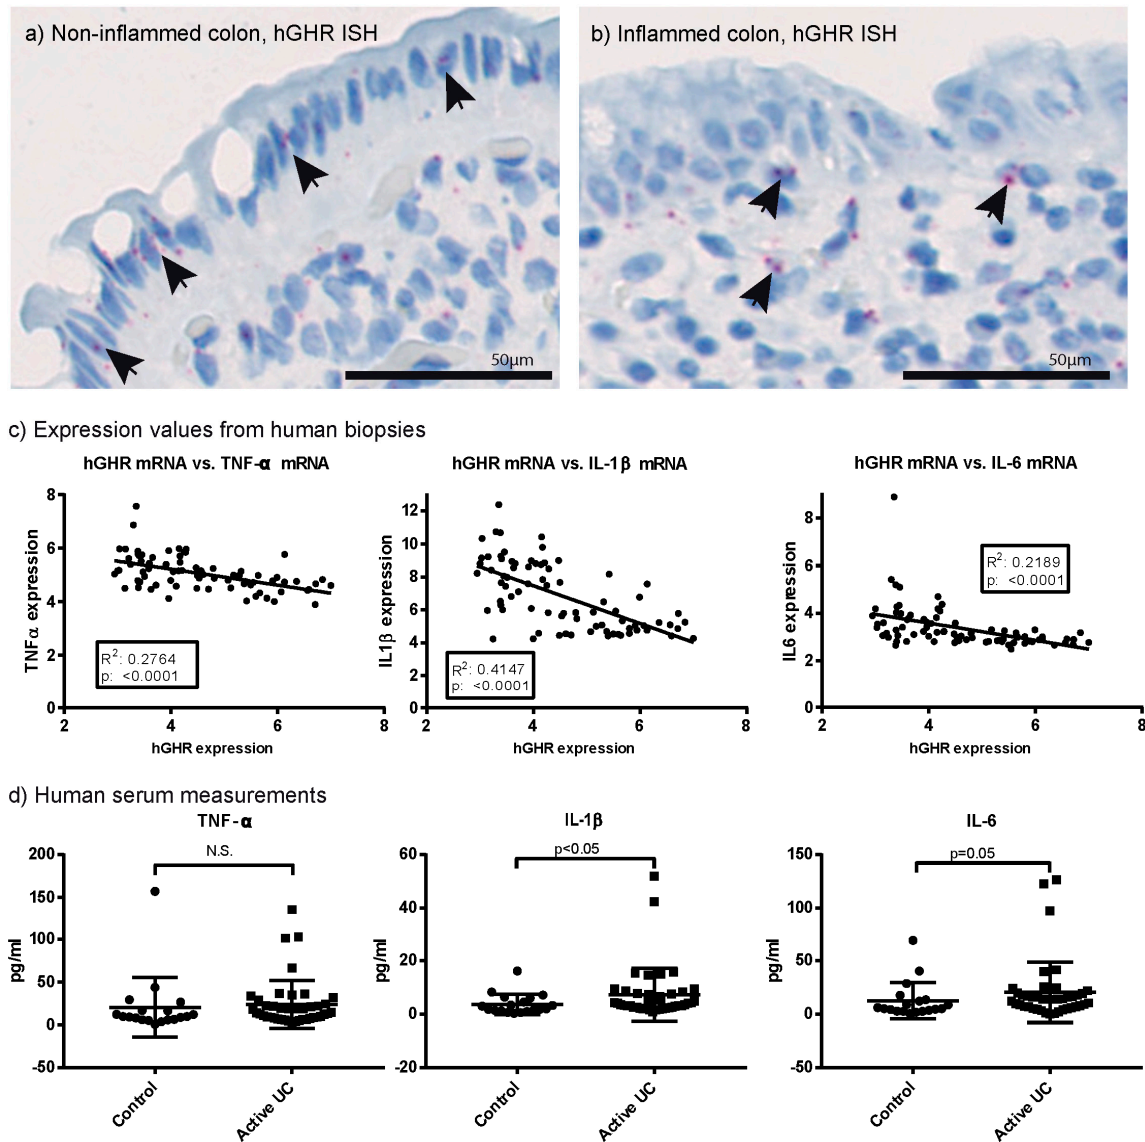 a) Non-inflammed colon, hGHR ISH
b) Inflammed colon, hGHR ISH
50µm
50µm
c) Expression values from human biopsies
hGHR mRNA vs. TNF-α mRNA
hGHR mRNA vs. IL-1β mRNA
hGHR mRNA vs. IL-6 mRNA
TNFα expression
8
6
4
2
0
R²: 0.2764
p: <0.0001
2
4
6
8
hGHR expression
IL1β expression
12
10
8
6
4
2
0
R²: 0.4147
p: <0.0001
2
4
6
8
hGHR expression
IL6 expression
8
6
4
2
0
R²: 0.2189
p: <0.0001
2
4
6
8
hGHR expression
d) Human serum measurements
TNF-α
N.S.
pg/ml
200
150
100
50
0
-50
Control
Active UC
IL-1β
p<0.05
pg/ml
60
40
20
0
-20
Control
Active UC
IL-6
p=0.05
pg/ml
150
100
50
0
-50
Control
Active UC